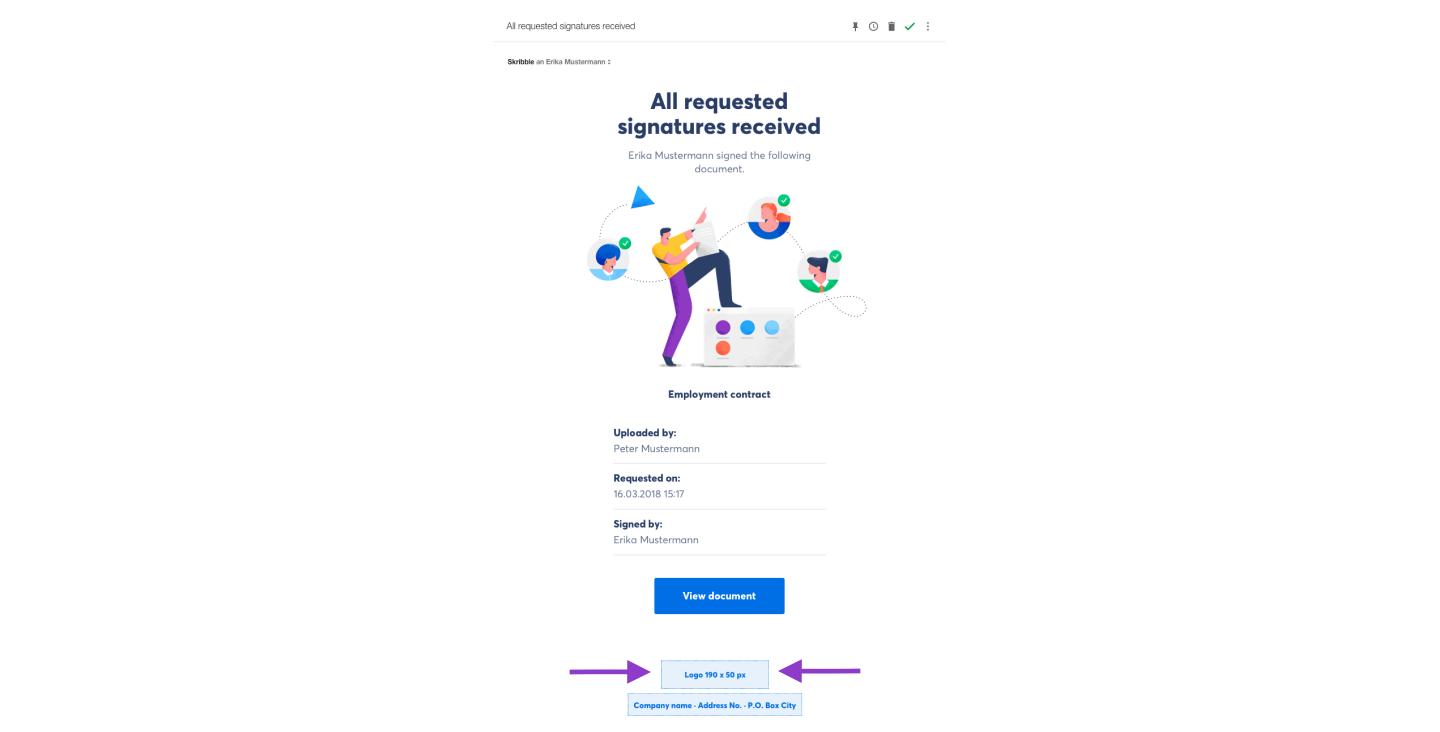 All requested signatures received
Skribble an Erika Mustermann
All requested
signatures received
Erika Mustermann signed the following
document.
Employment contract
Uploaded by:
Peter Mustermann
Requested on:
16.03.2018 15:17
Signed by:
Erika Mustermann
View document
Logo 190 x 50 px
Company name · Address No. · P.O. Box City